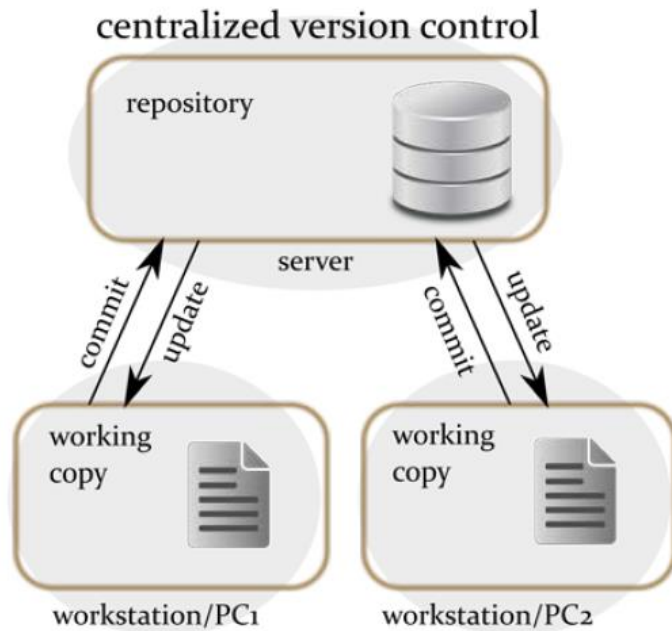 centralized version control
repository
server
commit
update
commit
update
working
copy
working
copy
workstation/PC1
workstation/PC2